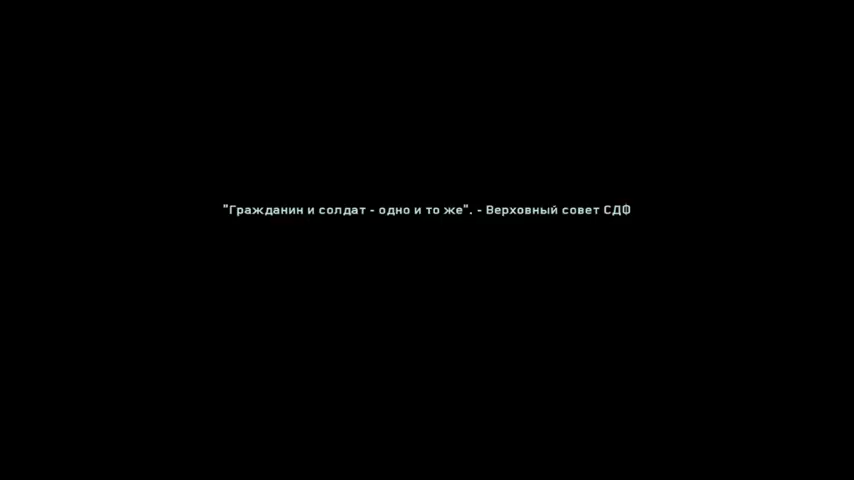 "Гражданин и солдат - одно и то же". - Верховный совет СДФ